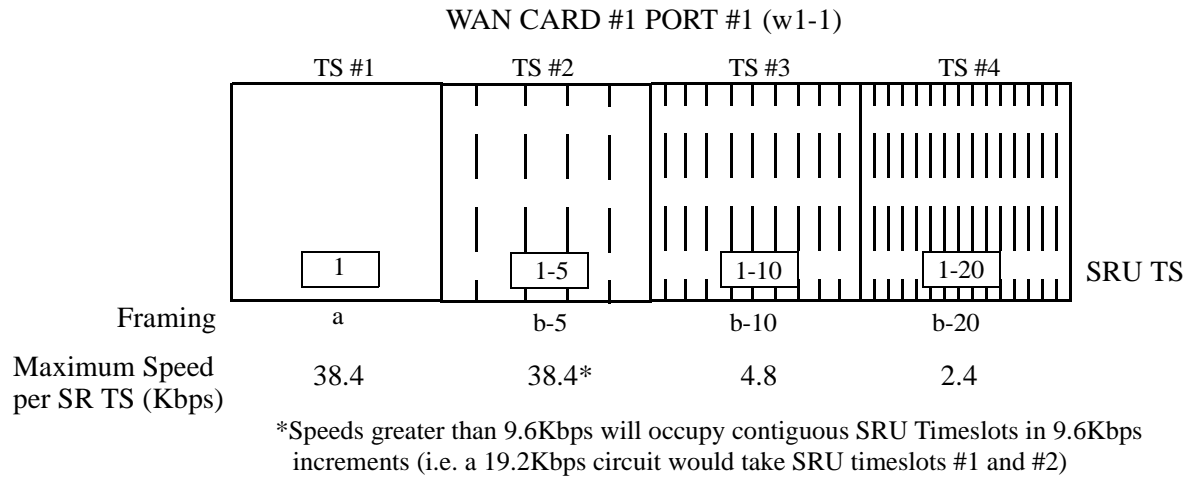 WAN CARD #1 PORT #1 (w1-1)
TS #1 TS #2 TS #3 TS #4
1 1-5 1-10 1-20 SRU TS
Framing a b-5 b-10 b-20
Maximum Speed
per SR TS (Kbps) 38.4 38.4* 4.8 2.4
*Speeds greater than 9.6Kbps will occupy contiguous SRU Timeslots in 9.6Kbps
increments (i.e. a 19.2Kbps circuit would take SRU timeslots #1 and #2)